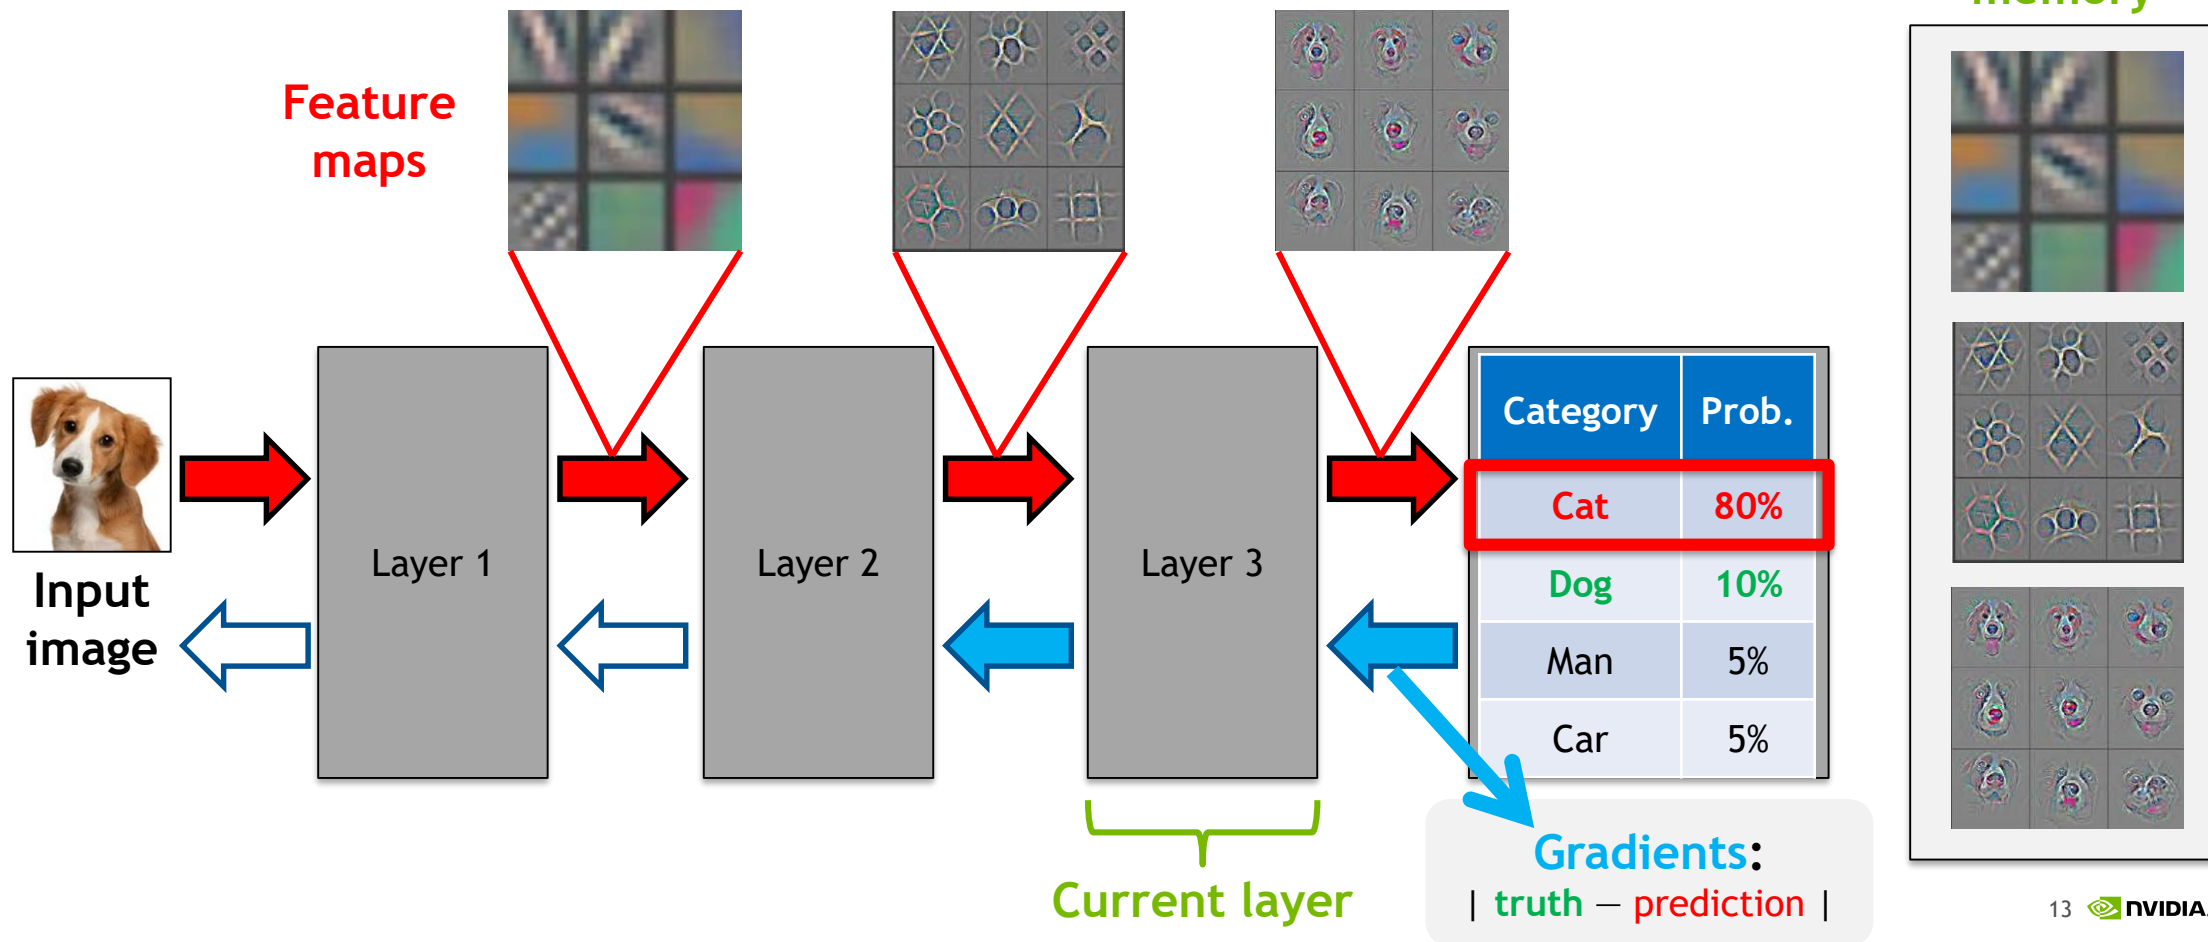 memory
Feature
maps
Input
image
Layer 1
Layer 2
Layer 3
Category Prob.
Cat 80%
Dog 10%
Man 5%
Car 5%
Current layer
Gradients:
| truth — prediction |
13 NVIDIA.